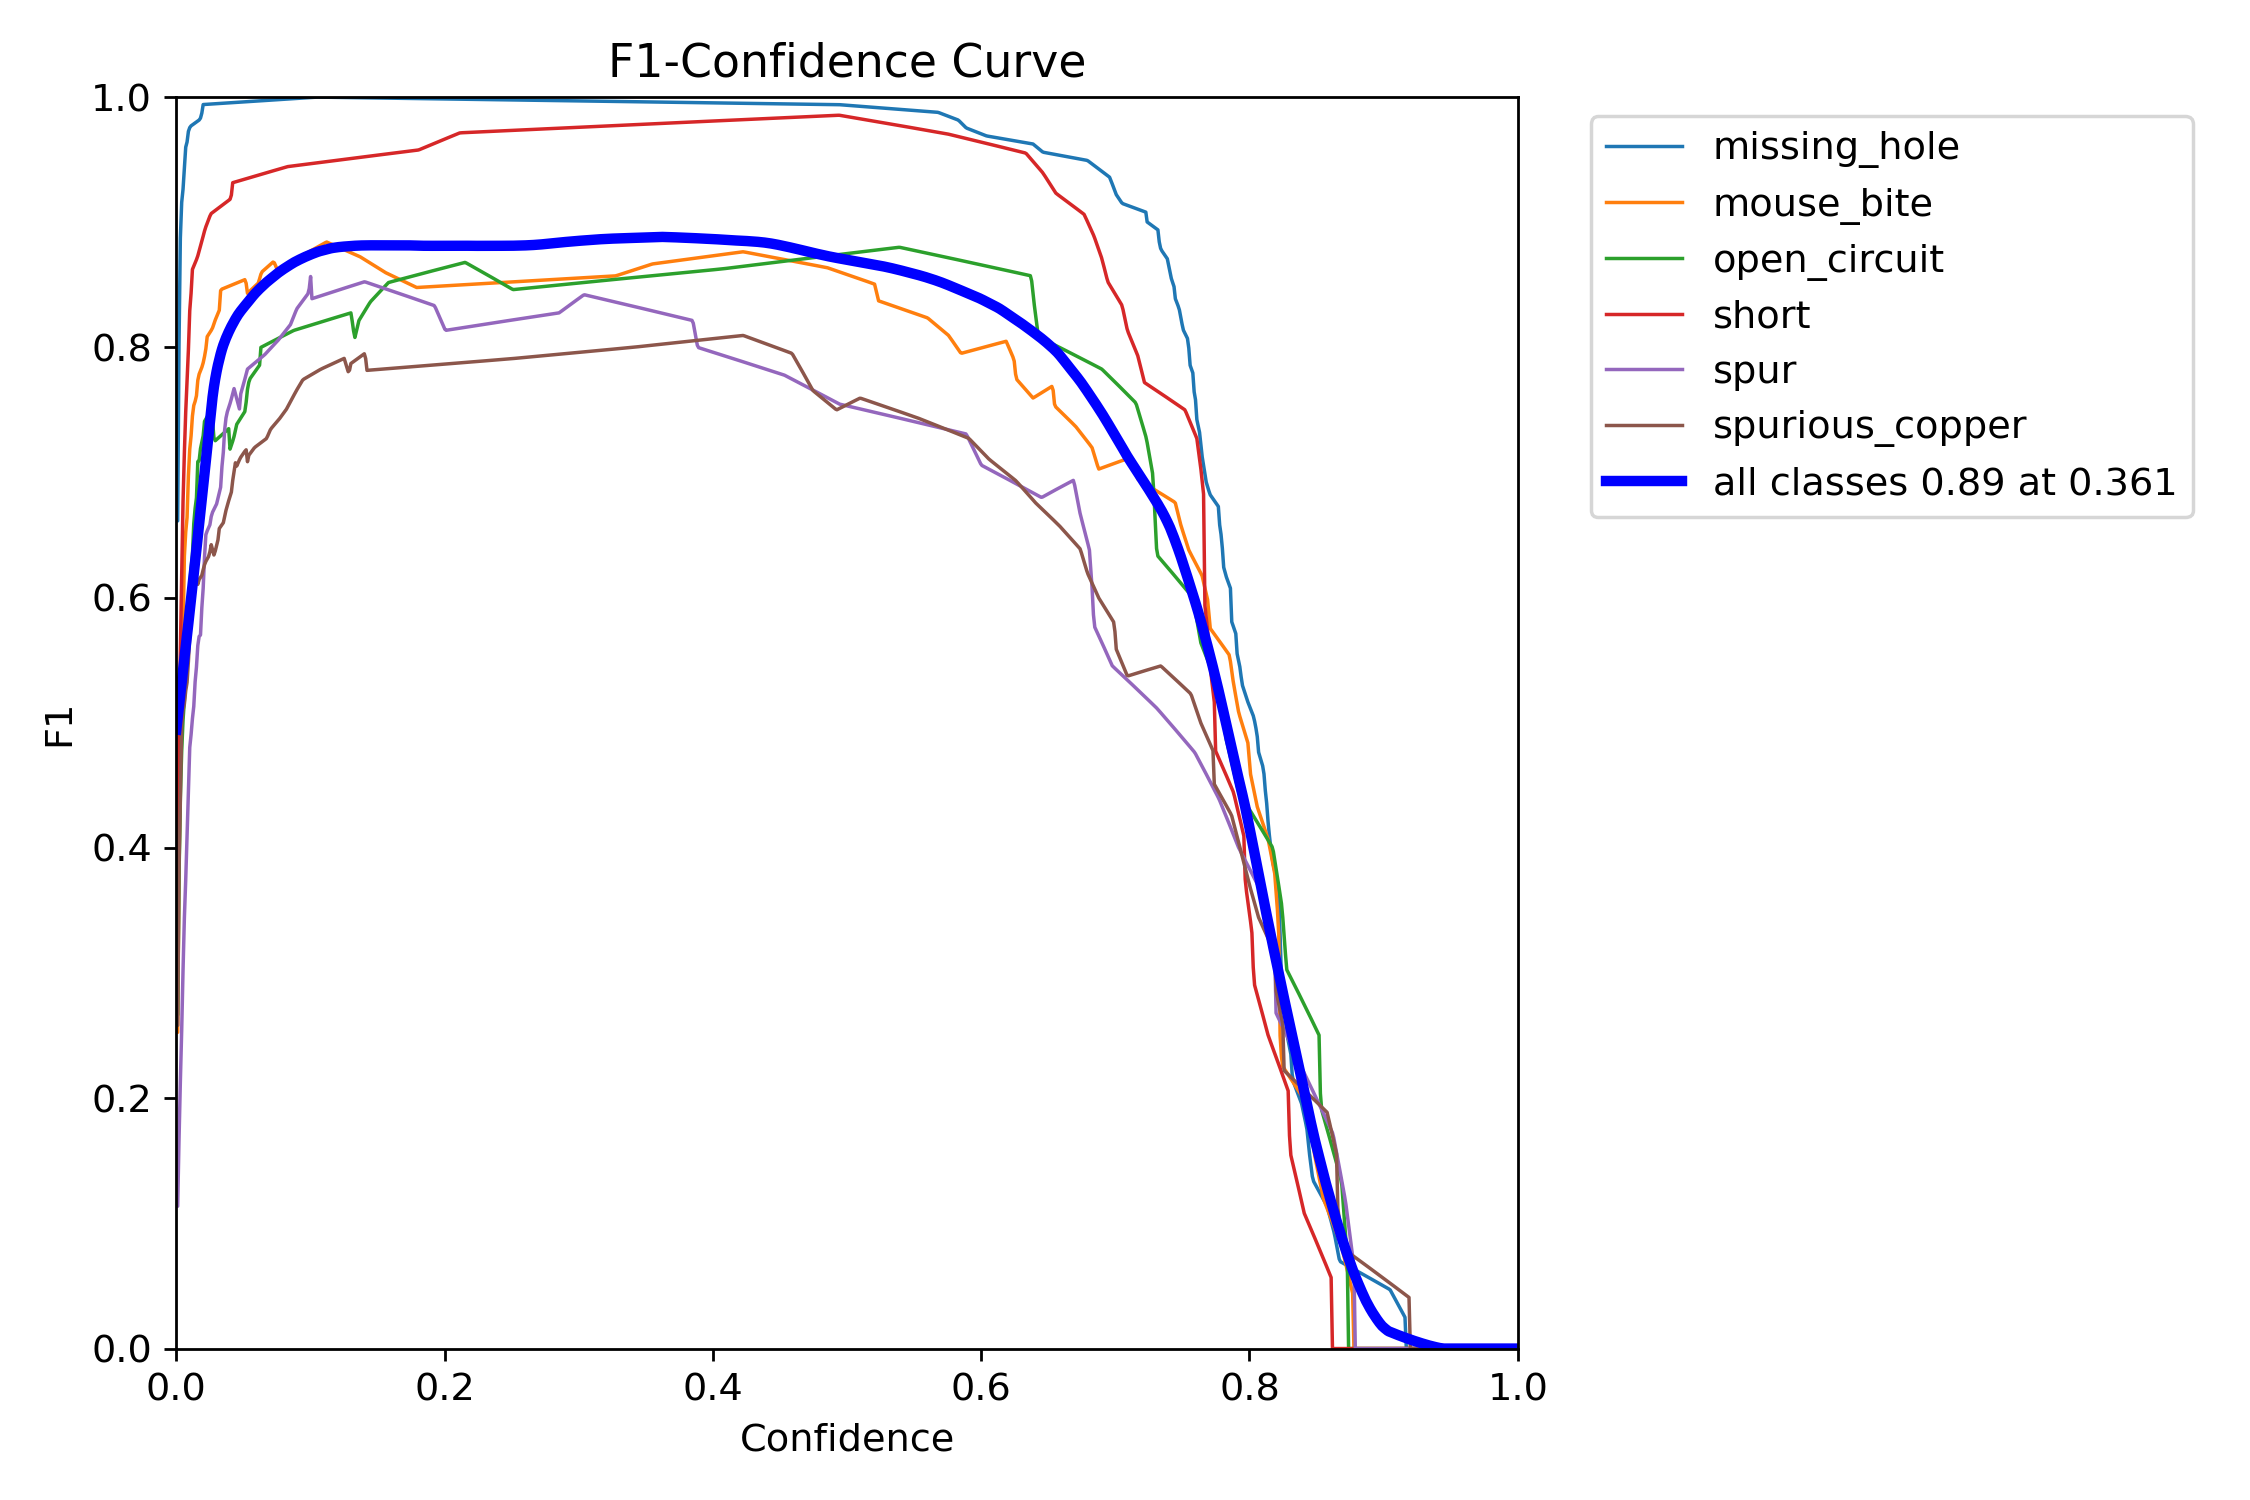 F1-Confidence Curve
1.0
0.8
0.6
0.4
0.2
0.0
F1
0.0 0.2 0.4 0.6 0.8 1.0
Confidence
missing_hole
mouse_bite
open_circuit
short
spur
spurious_copper
all classes 0.89 at 0.361